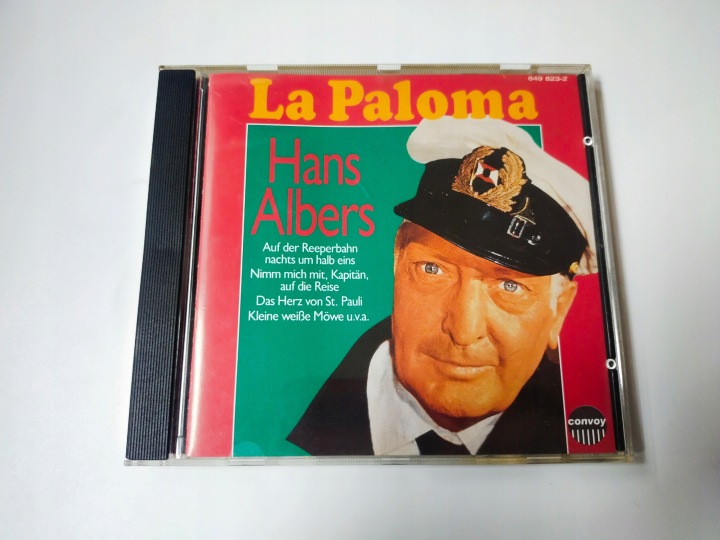 849 823-2
La Paloma
Hans
Albers
Auf der Reeperbahn
nachts um halb eins
Nimm mich mit, Kapitän,
auf die Reise
Das Herz von St. Pauli
Kleine weiße Möwe u.v.a.
convoy